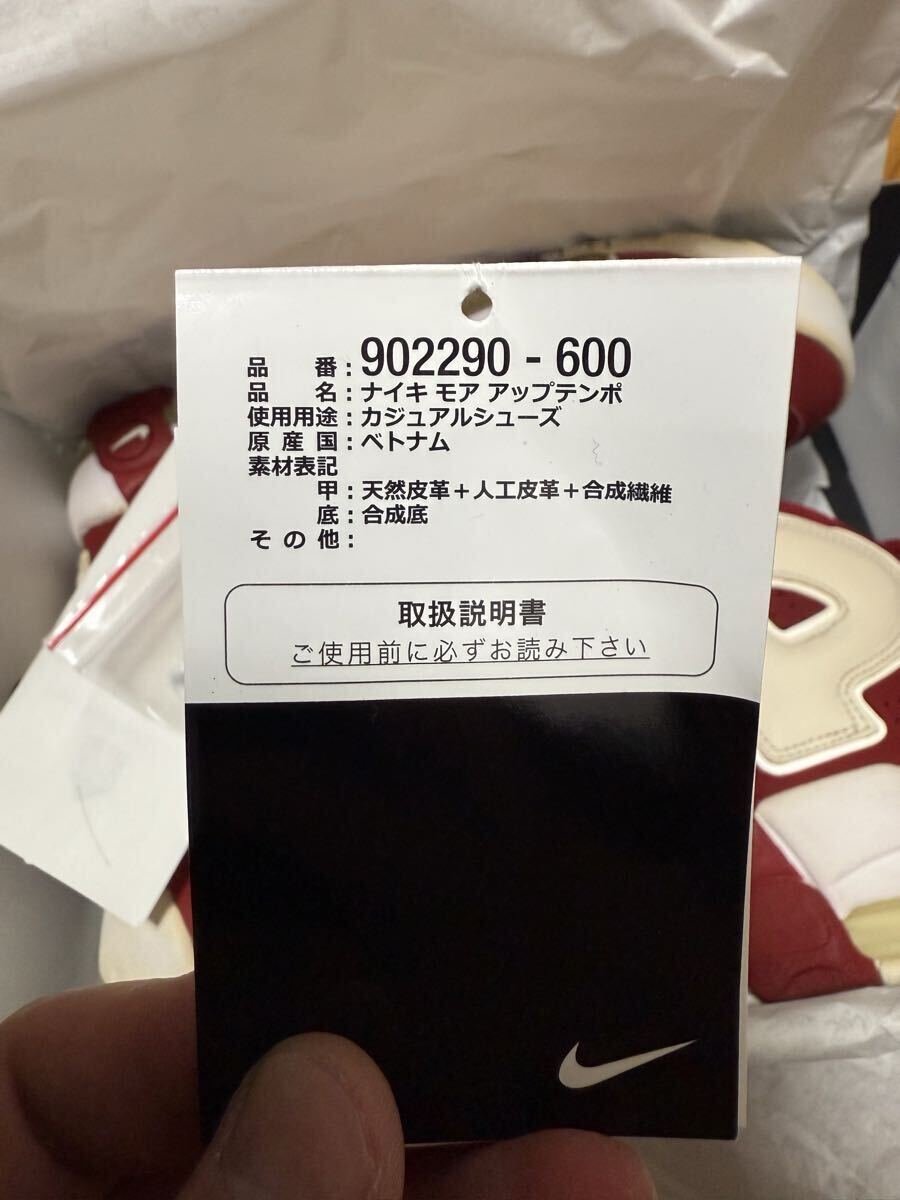 品番：902290-600
品名：ナイキ モア アップテンポ
使用用途：カジュアルシューズ
原産国：ベトナム
素材表記
甲：天然皮革＋人工皮革＋合成繊維
底：合成底
その他：
取扱説明書
ご使用前に必ずお読み下さい